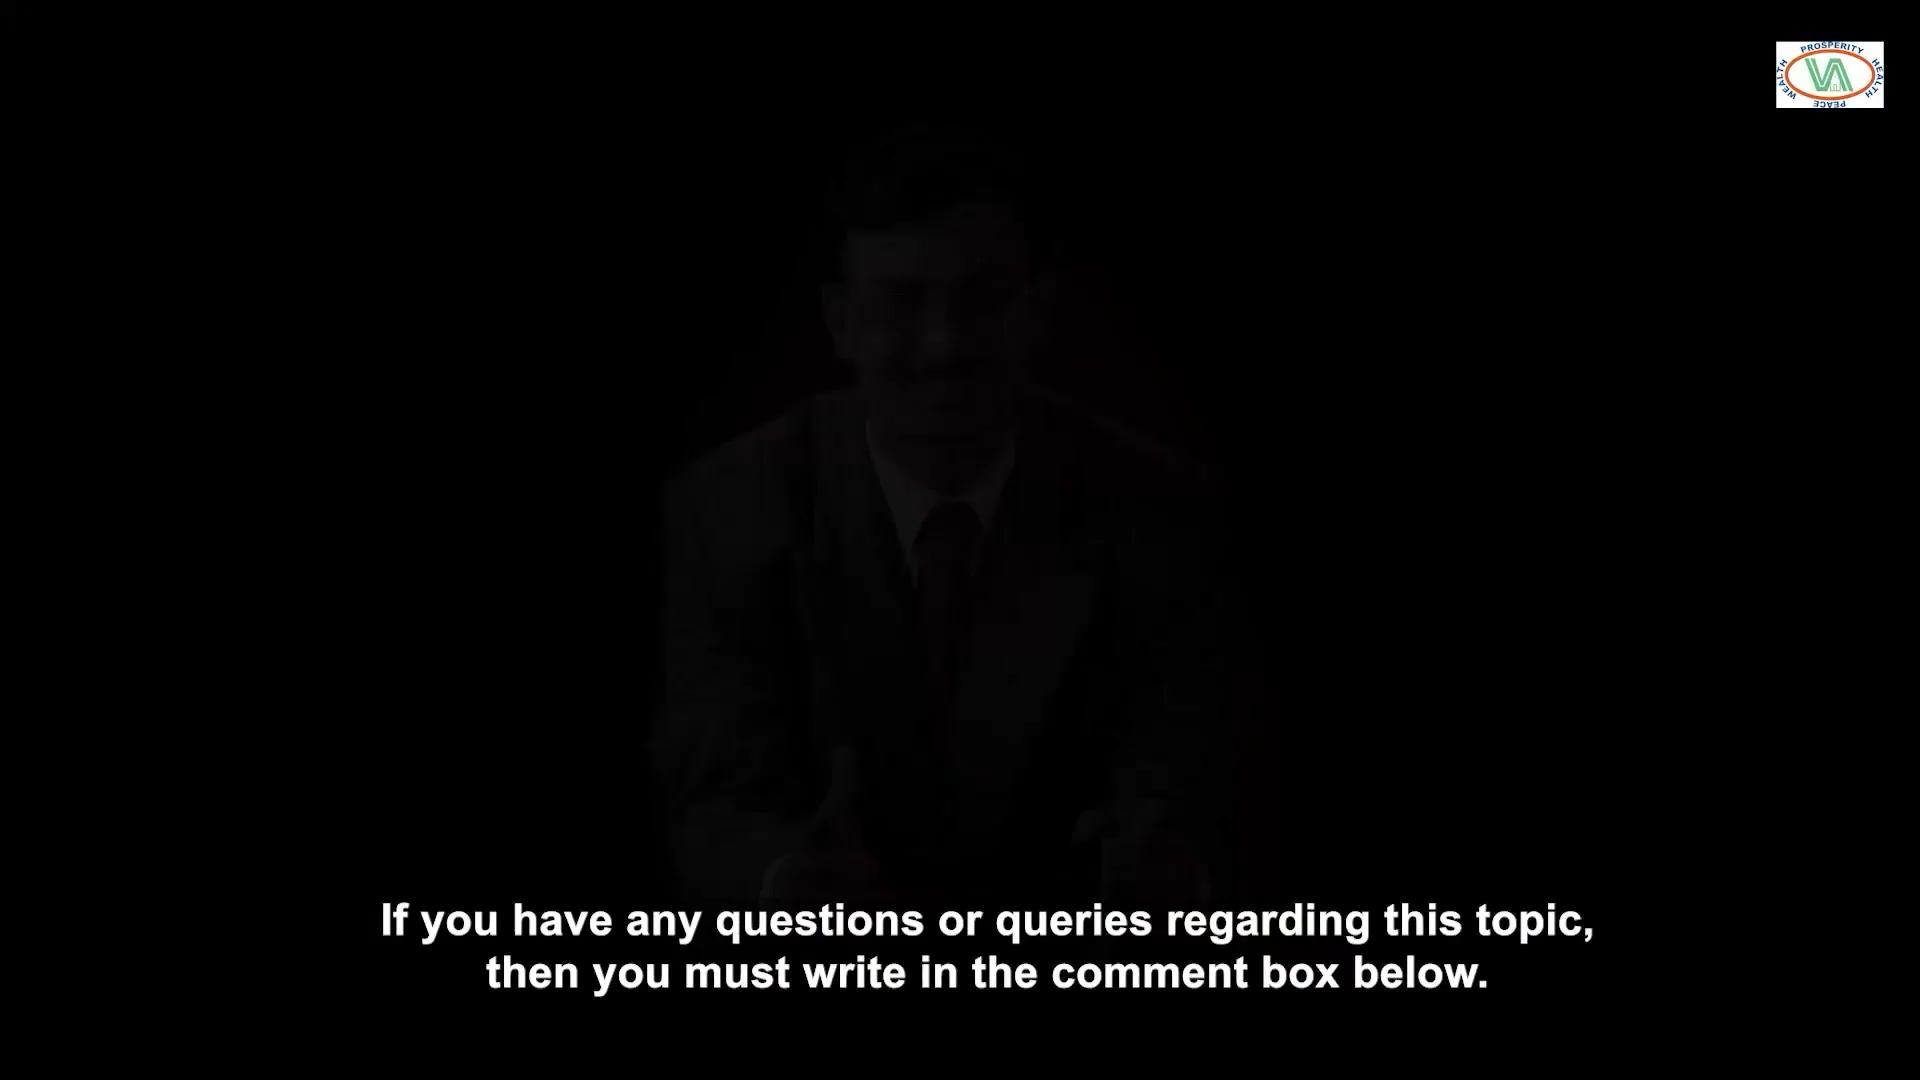 PROSPERITY
WEALTH
HEALTH
VA
PEACE
If you have any questions or queries regarding this topic,
then you must write in the comment box below.